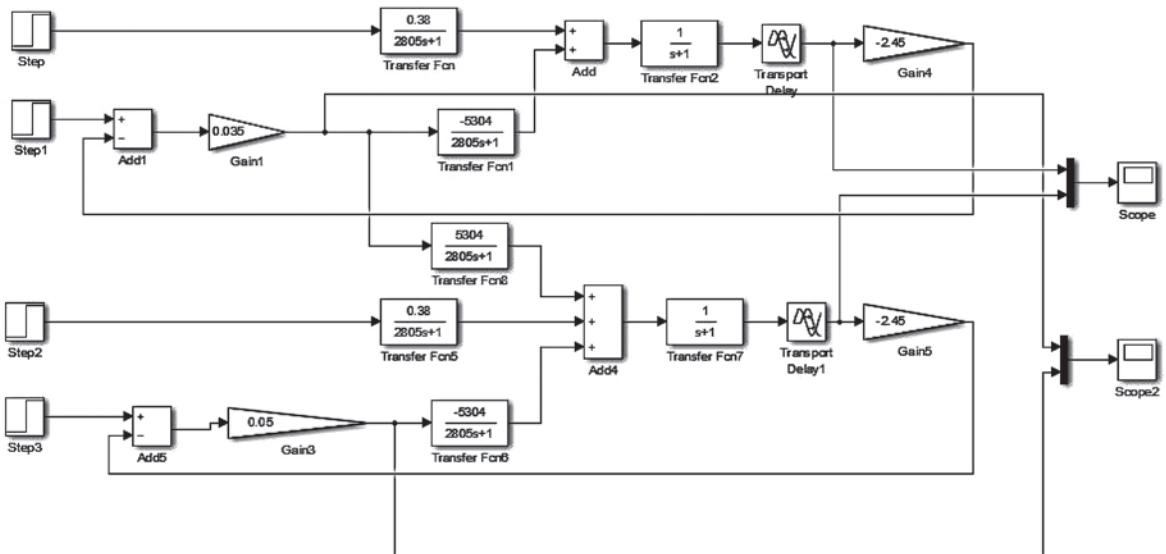 Step
0.38
2805s+1
Transfer Fcn
+
+
Add
1
s+1
Transfer Fcn2
Transport
Delay
-2.45
Gain4
Step1
+
−
Add1
0.035
Gain1
-5304
2805s+1
Transfer Fcn1
Scope
5304
2805s+1
Transfer Fcn8
Step2
0.38
2805s+1
Transfer Fcn5
+
+
+
Add4
1
s+1
Transfer Fcn7
Transport
Delay1
-2.45
Gain5
Scope2
Step3
+
−
Add5
0.05
Gain3
-5304
2805s+1
Transfer Fcn6